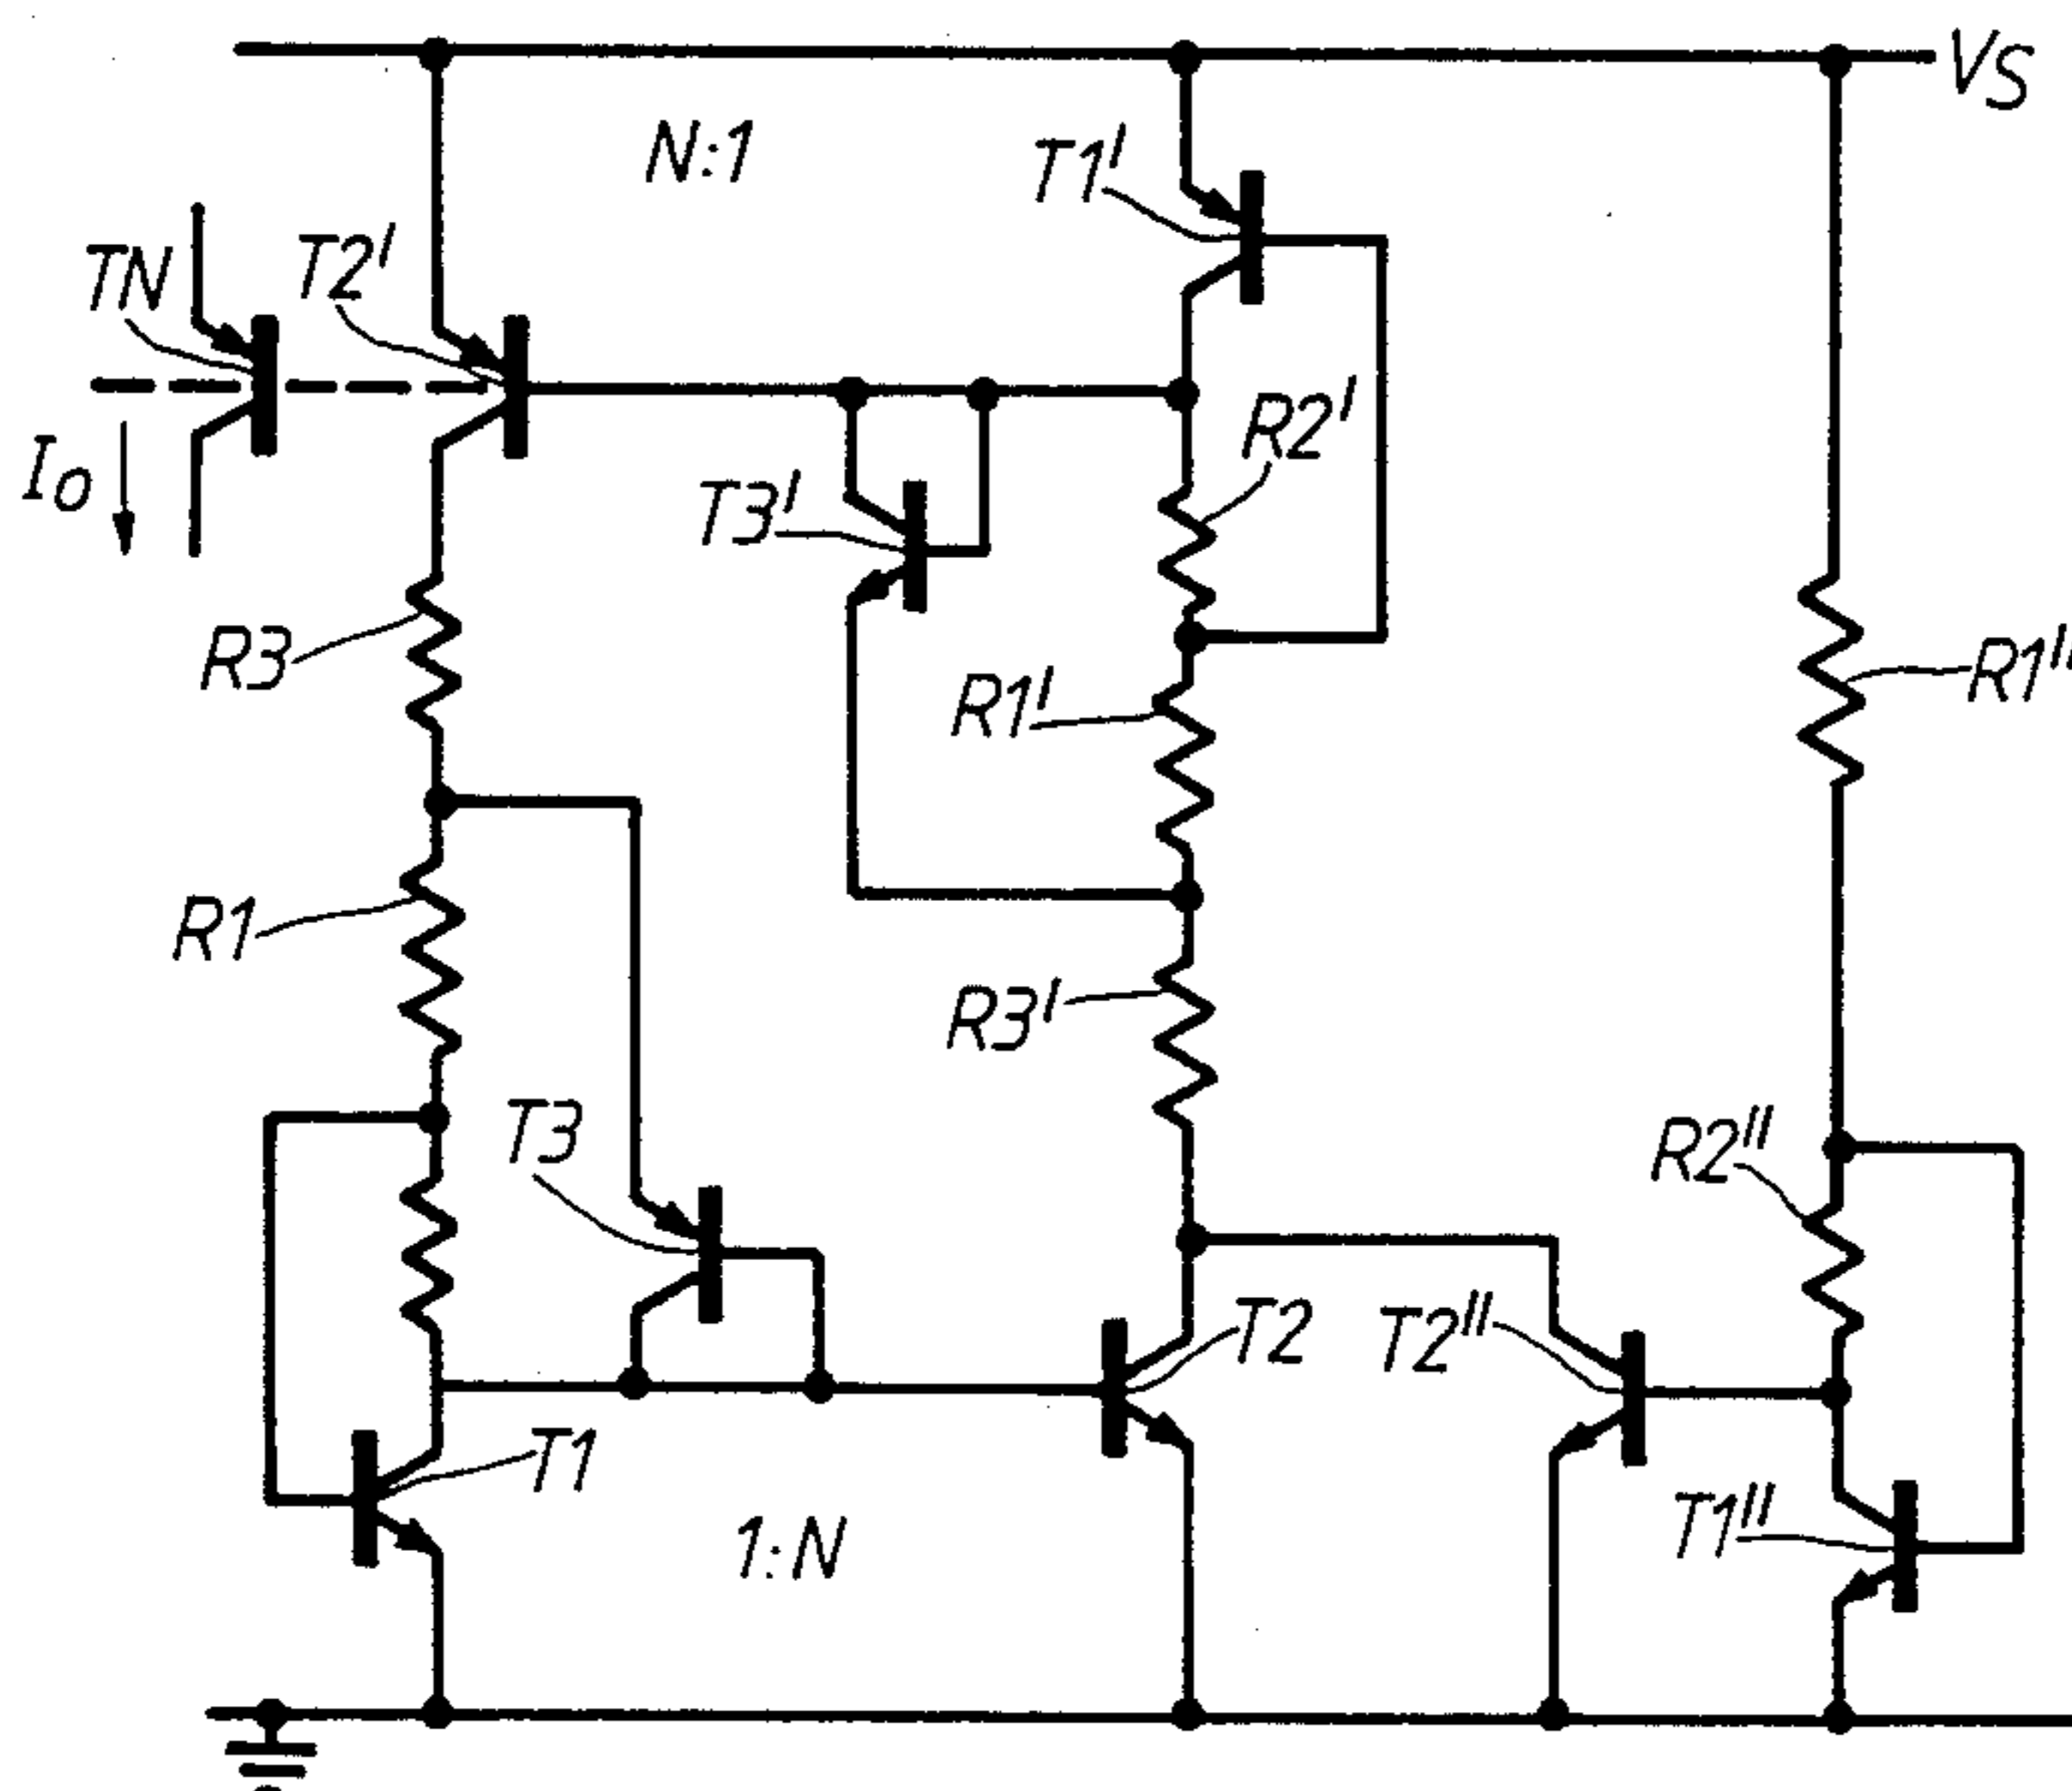 VS
N:1
T1'
TN
T2'
R2'
Io
T3'
R3
R1'
R1"
R1
R3'
T3
R2"
T2
T2"
T1
T1"
1:N